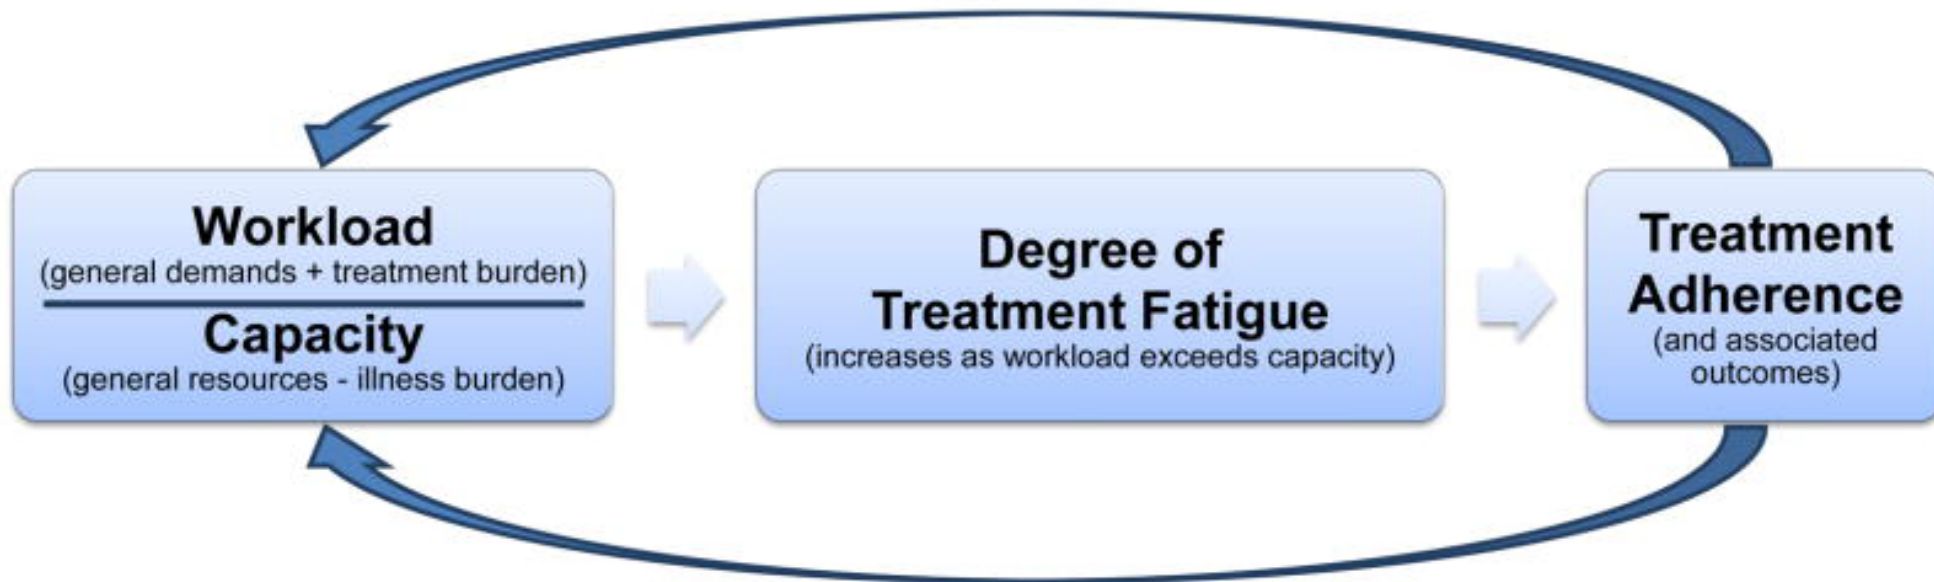 Workload
(general demands + treatment burden)
Capacity
(general resources - illness burden)
Degree of
Treatment Fatigue
(increases as workload exceeds capacity)
Treatment
Adherence
(and associated
outcomes)